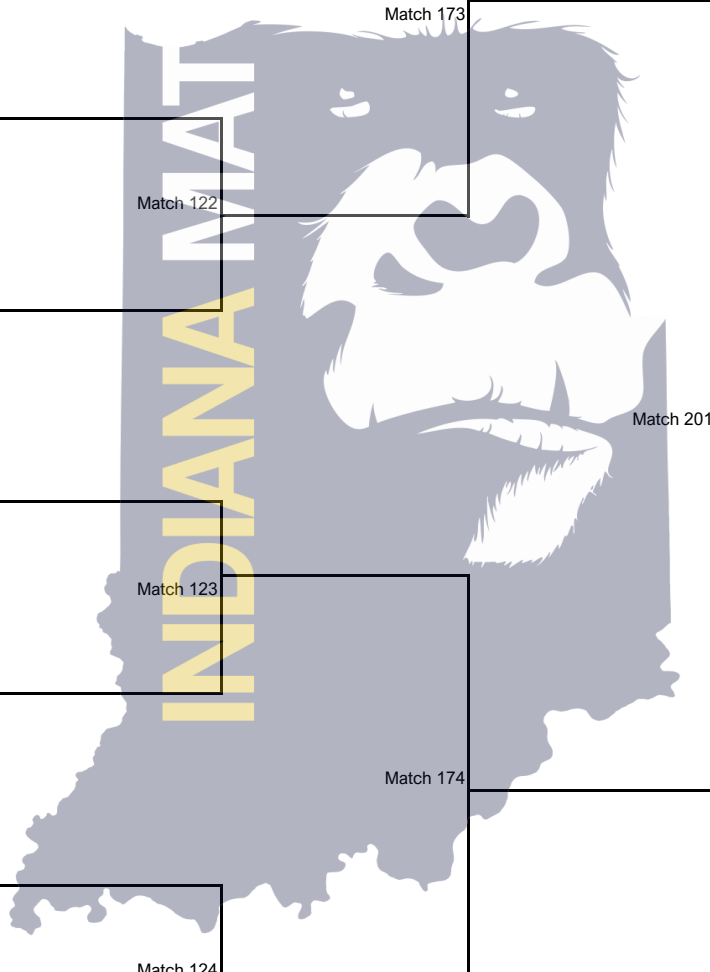 Match 173
Match 122
INDIANA MAT
Match 201
Match 123
Match 174
Match 124